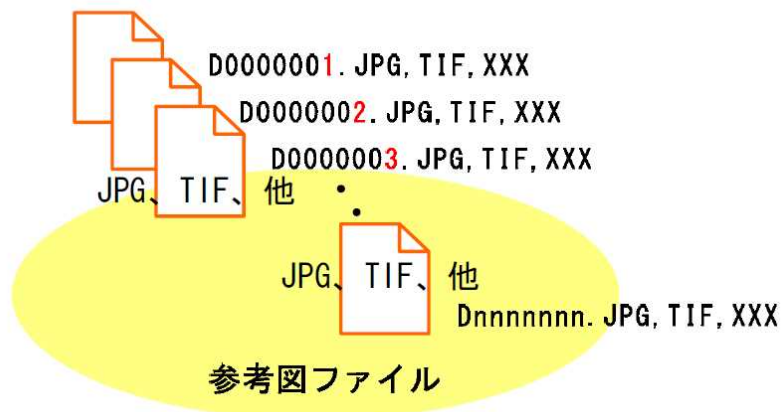 D0000001. JPG, TIF, XXX
D0000002. JPG, TIF, XXX
D0000003. JPG, TIF, XXX
JPG、TIF、他
JPG、TIF、他
Dnnnnnnn. JPG, TIF, XXX
参考図ファイル